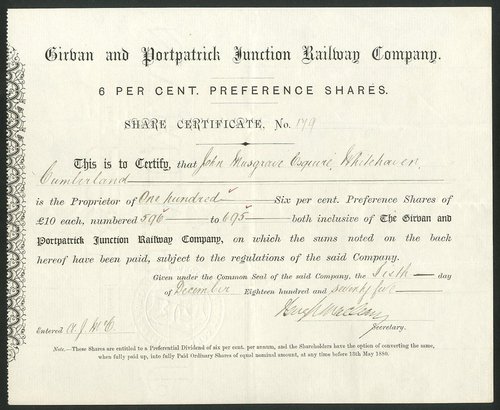 Girvan and Portpatrick Junction Railway Company.
6 PER CENT. PREFERENCE SHARES.
SHARE CERTIFICATE, No. 179
This is to Certify, that John Musgrave Esquire, Whitehaven,
Cumberland
is the Proprietor of One hundred Six per cent. Preference Shares of
£10 each, numbered 596 to 695 both inclusive of The Girvan and
Portpatrick Junction Railway Company, on which the sums noted on the back
hereof have been paid, subject to the regulations of the said Company.
Given under the Common Seal of the said Company, the Sixth day
of December Eighteen hundred and
Secretary.
Entered
Note.—These Shares are entitled to a Preferential Dividend of six per cent. per annum, and the Shareholders have the option of converting the same,
when fully paid up, into fully Paid Ordinary Shares of equal nominal amount, at any time before 15th May 1880.